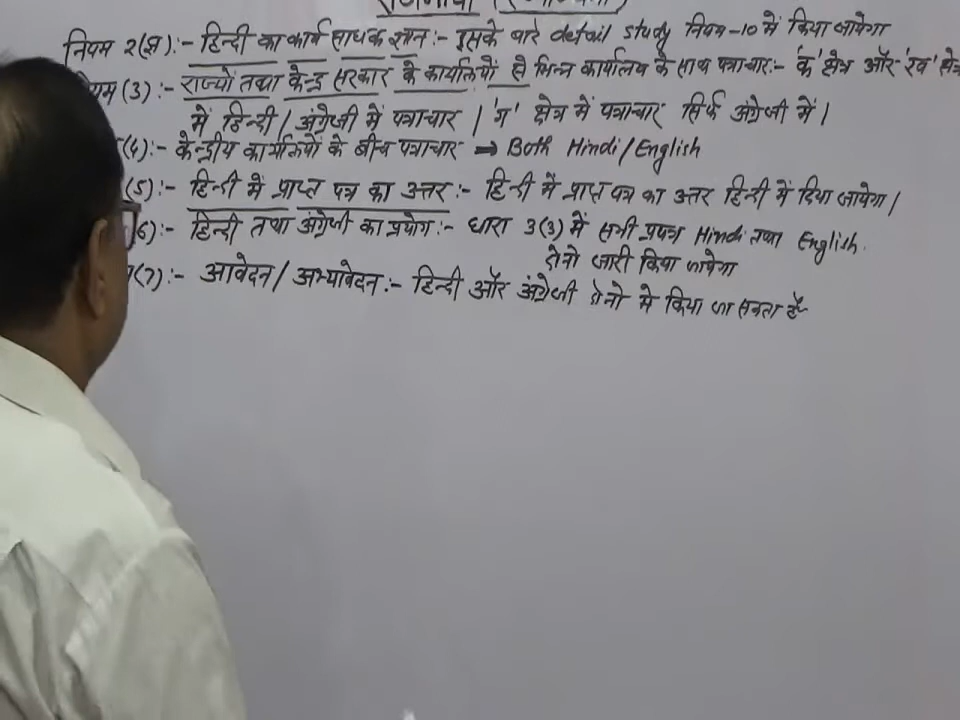 नियम 2(ज्ञ):- हिन्दी का कार्य साधक ज्ञान:- इसके बारे detail study नियम-10 में किया जायेगा
यम (3):- राज्यों तथा केन्द्र सरकार के कार्यालयों से भिन्न कार्यालय के साथ पत्राचार:- 'क' क्षेत्र और 'ख' क्षेत्र
में हिन्दी / अंग्रेजी में पत्राचार | 'ग' क्षेत्र में पत्राचार सिर्फ अंग्रेजी में |
(4):- केन्द्रीय कार्यालयों के बीच पत्राचार → Both Hindi/English
(5):- हिन्दी में प्राप्त पत्र का उत्तर:- हिन्दी में प्राप्त पत्र का उत्तर हिन्दी में दिया जायेगा |
(6):- हिन्दी तथा अंग्रेजी का प्रयोग:- धारा 3(3) में सभी प्रपत्र Hindi तथा English.
दोनो जारी किया जायेगा
(7):- आवेदन / अभ्यावेदन:- हिन्दी और अंग्रेजी दोनो मे किया जा सकता है